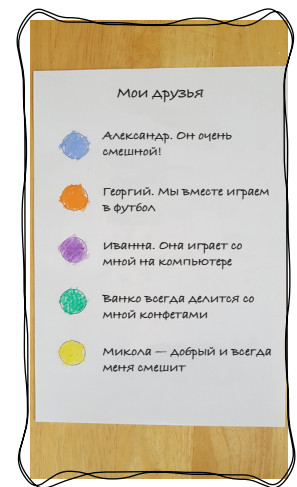 Мои друзья
Александр. Он очень
смешной!
Георгий. Мы вместе играем
в футбол
Иванна. Она играет со
мной на компьютере
Ванко всегда делится со
мной конфетами
Микола — добрый и всегда
меня смешит